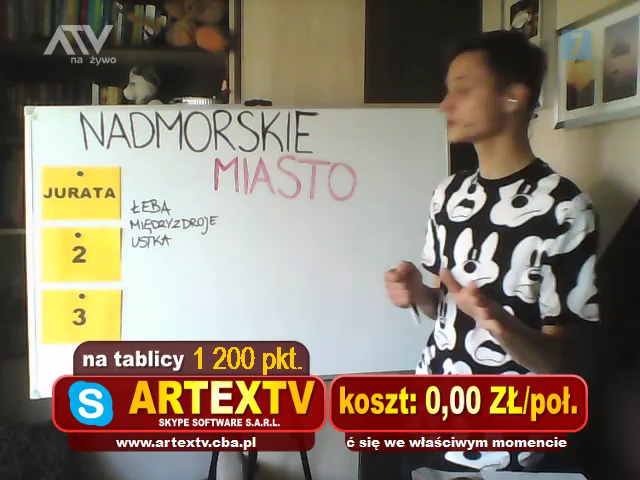 ATV
na żywo
7
NADMORSKIE
MIASTO
JURATA
2
3
ŁEBA
MIĘDZYZDROJE
USTKA
na tablicy 1 200 pkt.
S ARTEXTV
SKYPE SOFTWARE S.A.R.L.
koszt: 0,00 ZŁ/poł.
www.artextv.cba.pl
ć się we właściwym momencie